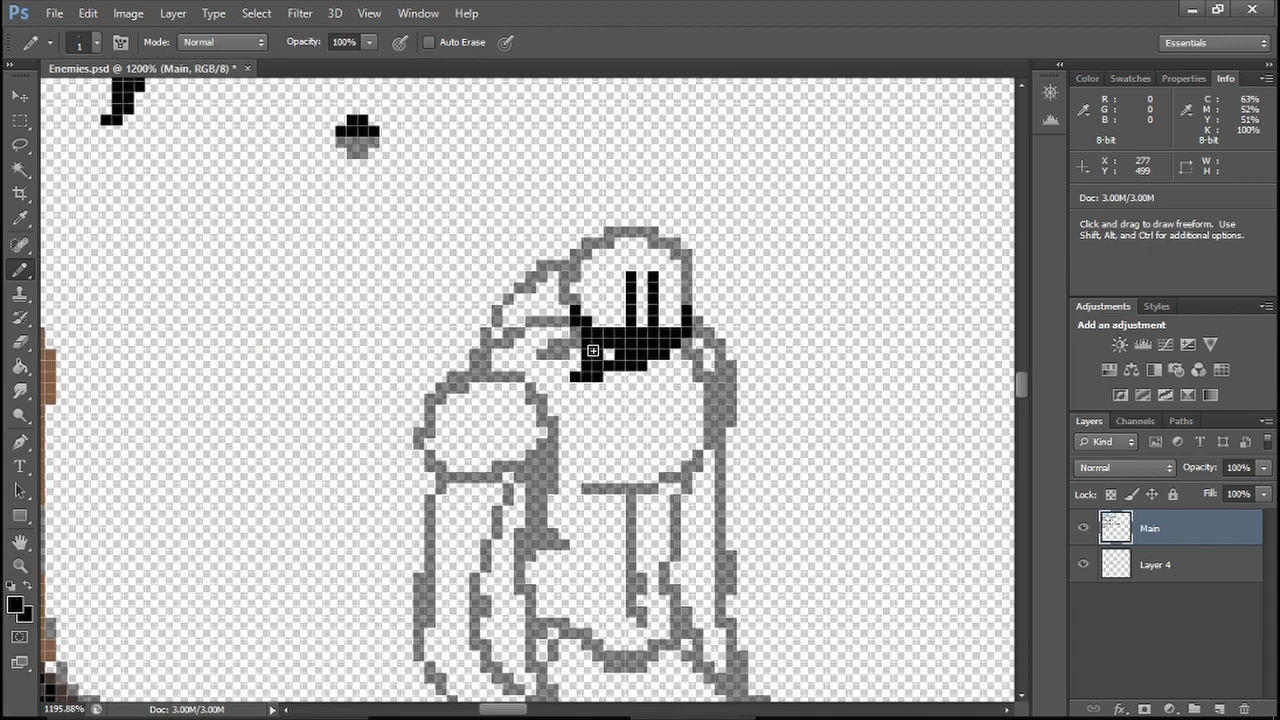 Ps File Edit Image Layer Type Select Filter 3D View Window Help
1 Mode: Normal Opacity: 100% Auto Erase Essentials
Enemies.psd @ 1200% (Main, RGB/8) * ×
Color Swatches Properties Info
R: 0 C: 63%
G: 0 M: 52%
B: 0 Y: 51%
K: 100%
8-bit 8-bit
X: 277 W:
Y: 499 H:
Doc: 3.00M/3.00M
Click and drag to draw freeform. Use
Shift, Alt, and Ctrl for additional options.
Adjustments Styles
Add an adjustment
Layers Channels Paths
Kind
Normal Opacity: 100%
Lock: Fill: 100%
Main
Layer 4
1195.88% Doc: 3.00M/3.00M